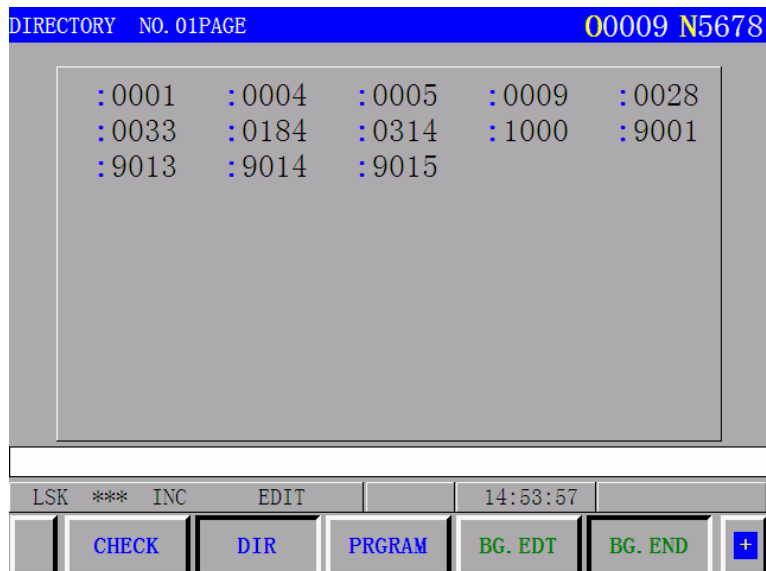 DIRECTORY NO.01PAGE O0009 N5678
:0001 :0004 :0005 :0009 :0028
:0033 :0184 :0314 :1000 :9001
:9013 :9014 :9015
LSK *** INC EDIT 14:53:57
CHECK DIR PRGRAM BG.EDT BG.END +